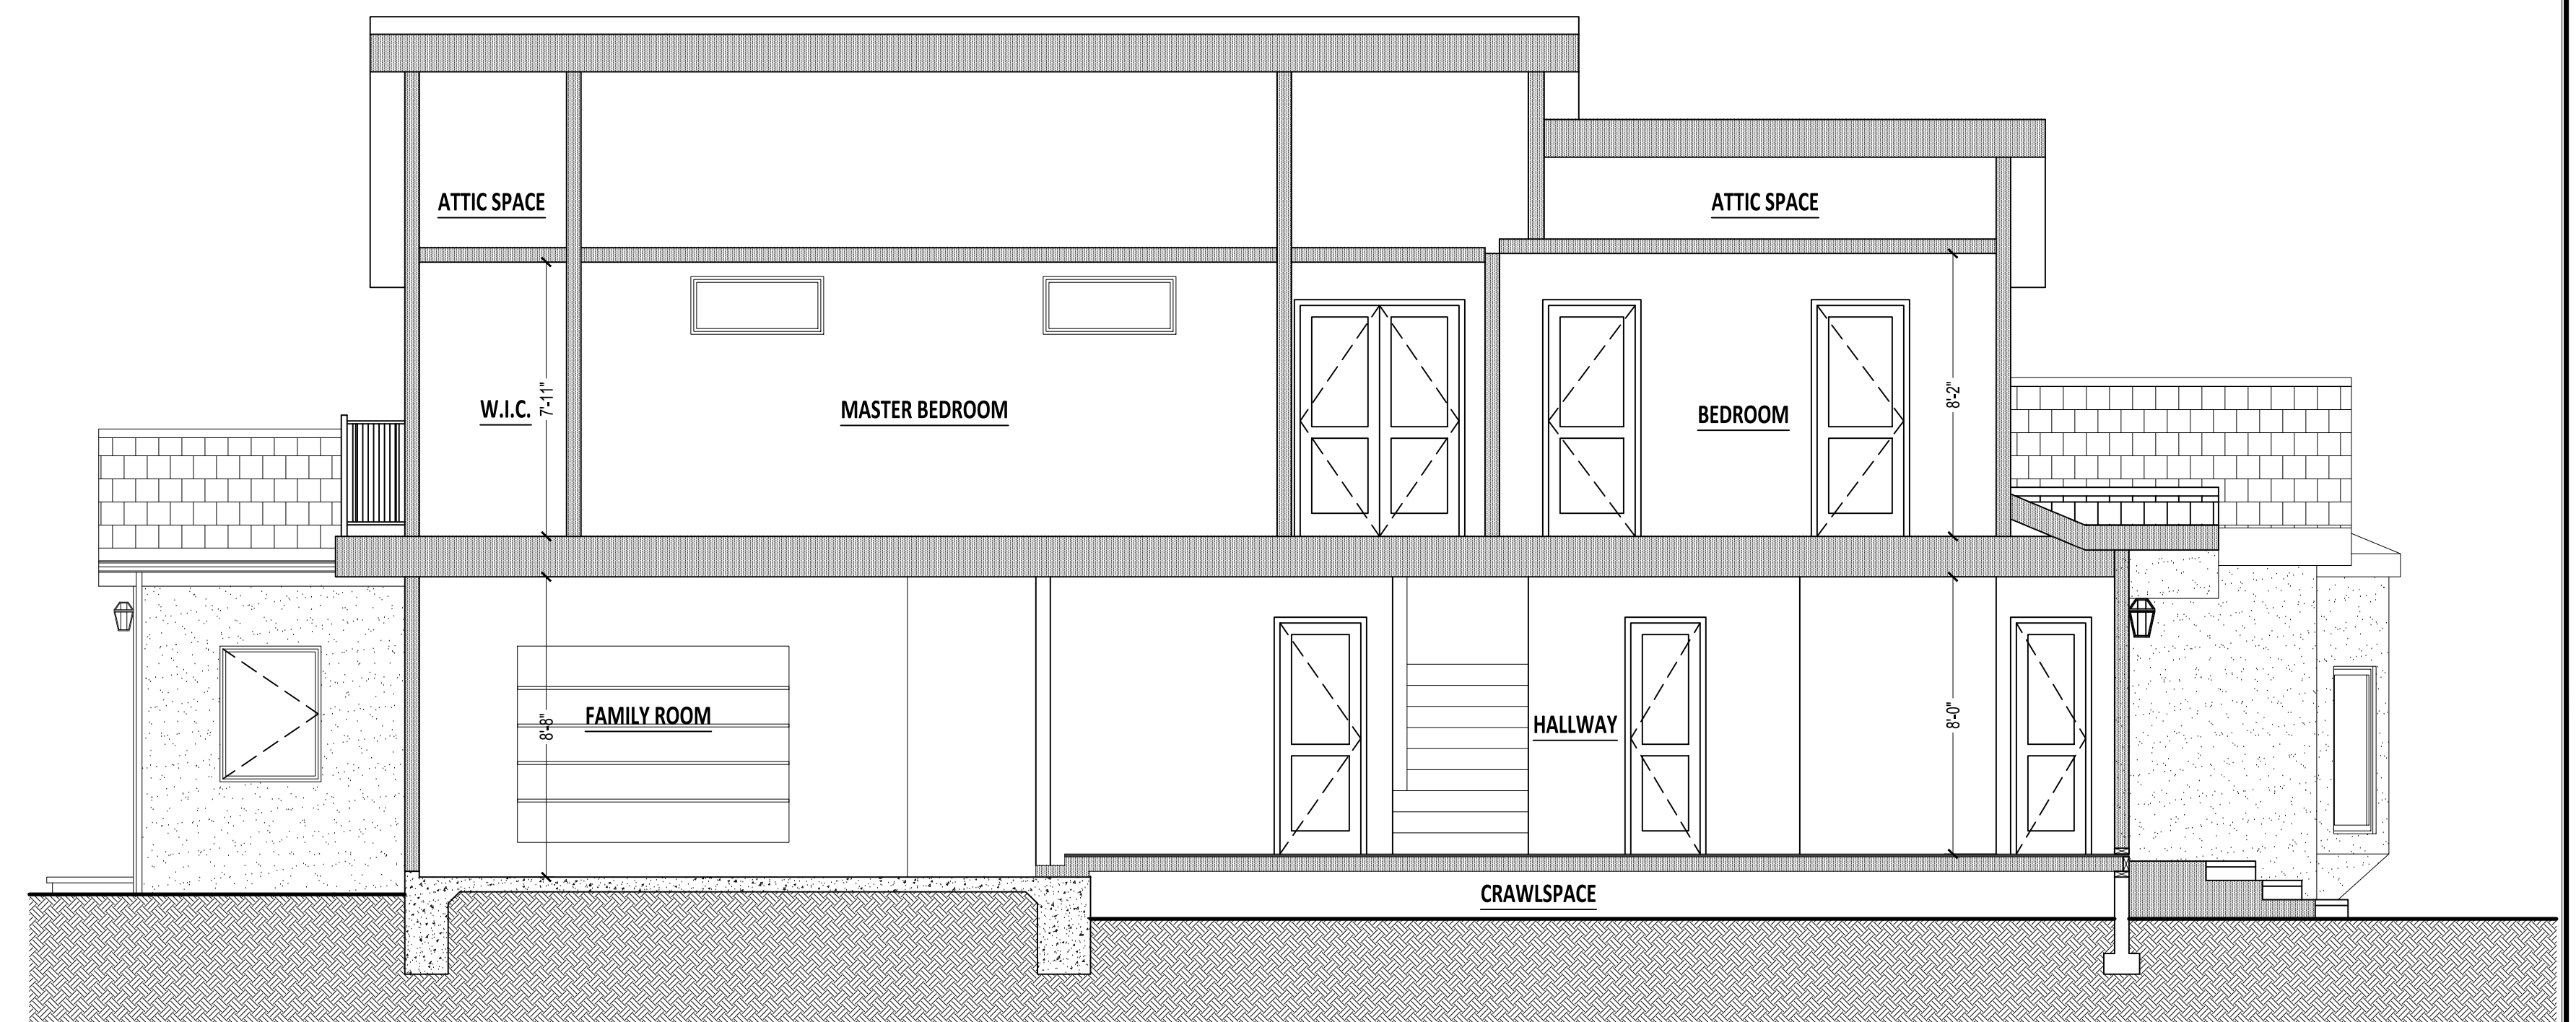 ATTIC SPACE
ATTIC SPACE
W.I.C.
7'-11"
MASTER BEDROOM
BEDROOM
8'-2"
FAMILY ROOM
8'-8"
HALLWAY
8'-0"
CRAWLSPACE